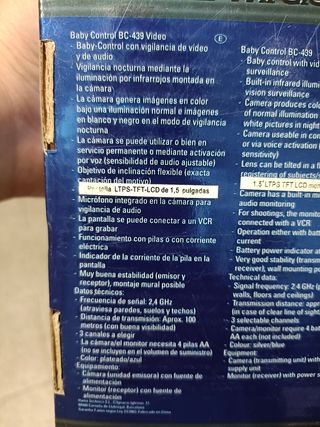 Baby Control BC-439 Video
- Baby-Control con vigilancia de vídeo
y de audio
- Vigilancia nocturna mediante la
iluminación por infrarrojos montada en
la cámara
- La cámara genera imágenes en color
bajo una iluminación normal e imágenes
en blanco y negro en el modo de vigilancia
nocturna
- La cámara se puede utilizar o bien en
servicio permanente o mediante activación
por voz (sensibilidad de audio ajustable)
- Objetivo de inclinación flexible (exacta
captación del motivo)
Pantalla LTPS-TFT-LCD de 1,5 pulgadas
- Micrófono integrado en la cámara para
vigilancia de audio
- La pantalla se puede conectar a un VCR
para grabar
- Funcionamiento con pilas o con corriente
eléctrica
- Indicador de la corriente de la pila en la
pantalla
- Muy buena estabilidad (emisor y
receptor), montaje mural posible
Datos técnicos:
- Frecuencia de señal: 2,4 GHz
(atraviesa paredes, suelos y techos)
- Distancia de transmisión: Aprox. 100
metros (con buena visibilidad)
- 3 canales a elegir
- La cámara/el monitor necesita 4 pilas AA
(no se incluyen en el volumen de suministro)
- Color: plateado/azul
Equipamiento:
- Cámara (unidad emisora) con fuente de
alimentación
- Monitor (receptor) con fuente de
alimentación
E
Baby Control BC-439
- Baby control with vid
surveillance
- Built-in infrared illumi
vision surveillance
- Camera produces colo
of normal illumination
white pictures in night
- Camera useable in con
or via voice activation (
sensitivity)
- Lens can be tilted in a f
registering of subjects/
1.5" LTPS TFT LCD mon
- Camera has a built-in m
audio monitoring
- For shootings, the monito
connected with a VCR
- Operation either with batt
current
- Battery power indicator at
- Very good stability (transm
receiver), wall mounting po
Technical data:
- Signal frequency: 2.4 GHz (p
walls, floors and ceilings)
- Transmission distance: appr
(in case of clear line of sight
- 3 selectable channels
- Camera/monitor require 4 bat
AA each (not included)
- Colour: silver/blue
Equipment:
- Camera (transmitting unit) with
supply unit
- Monitor (receiver) with power s